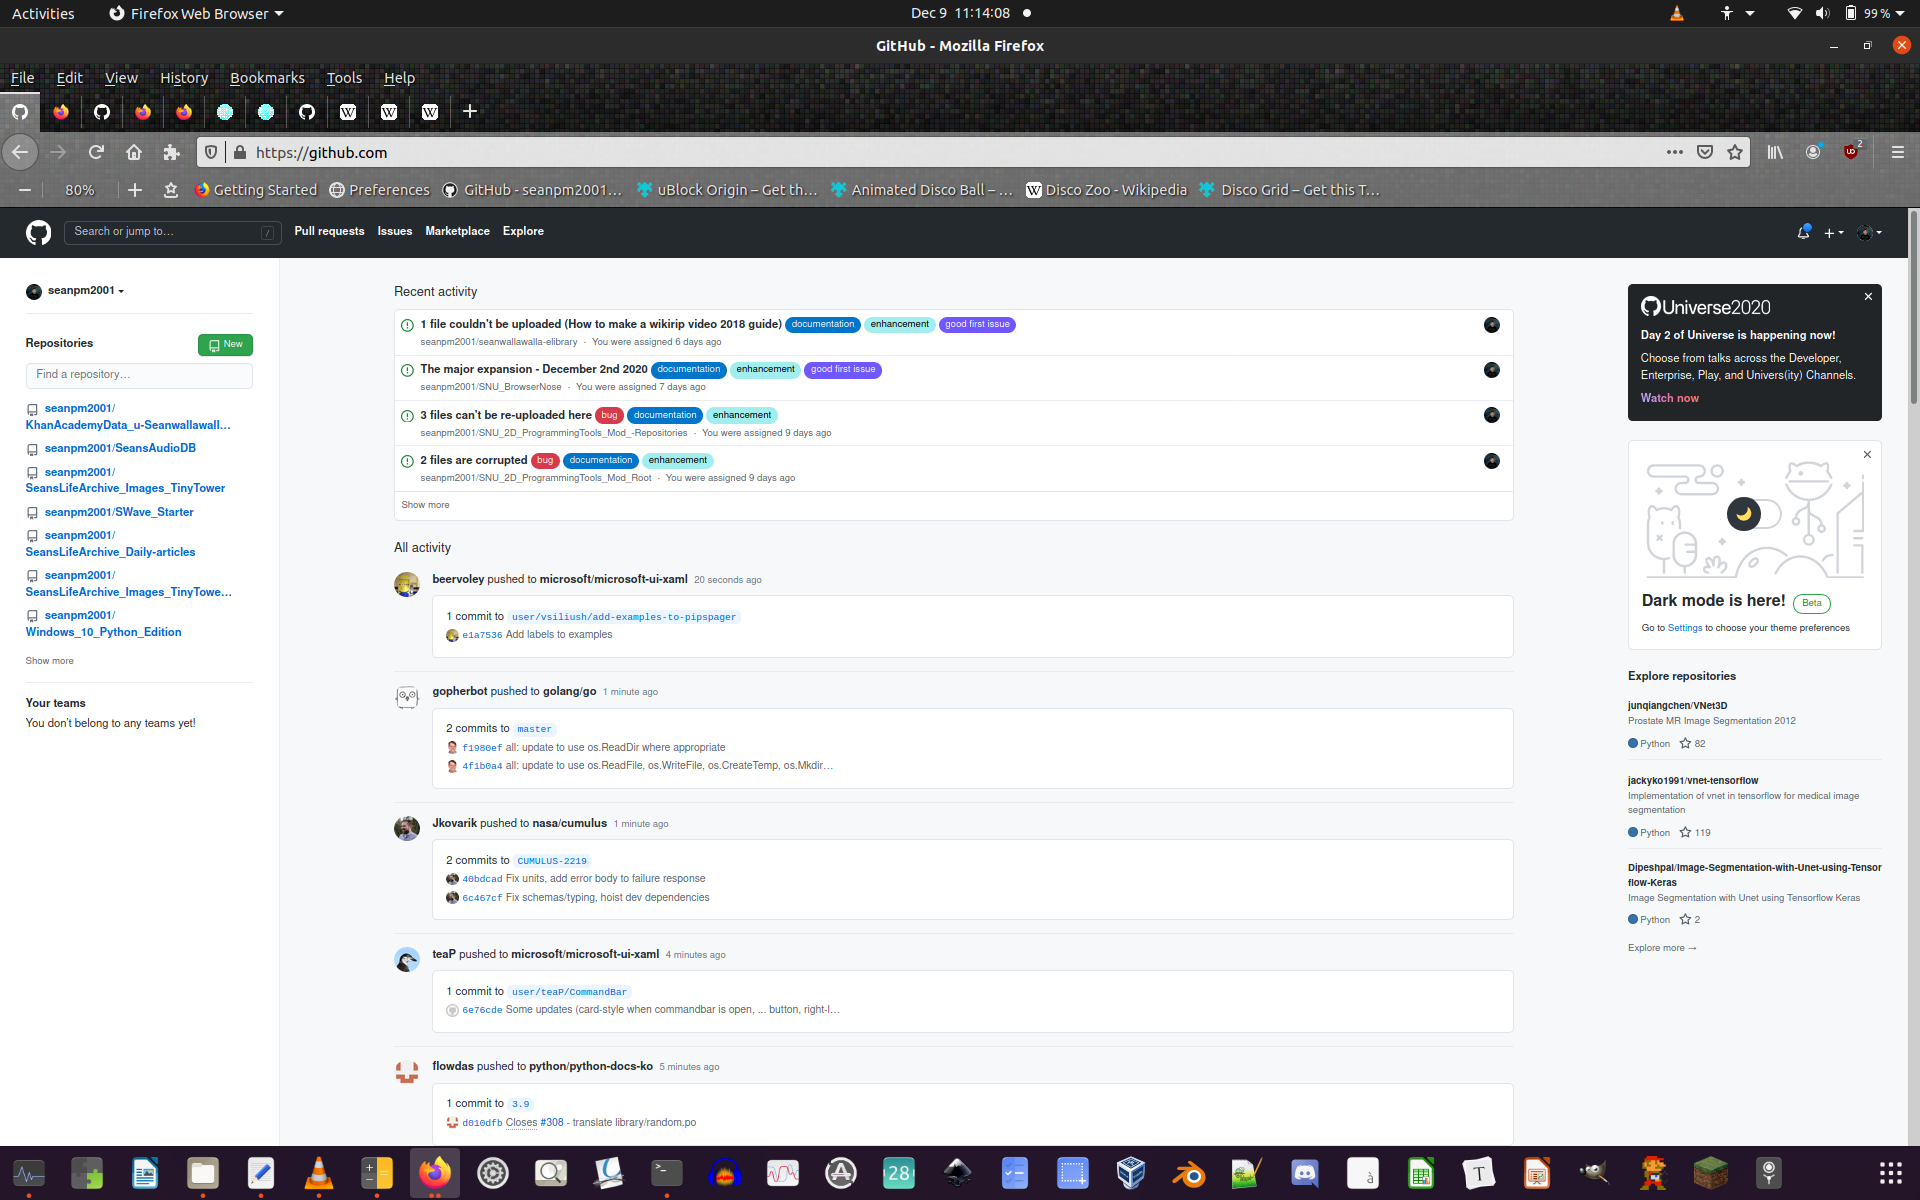 Activities
Firefox Web Browser
Dec 9 11:14:08
99 %
GitHub - Mozilla Firefox
File Edit View History Bookmarks Tools Help
https://github.com
2
80%
Getting Started
Preferences
GitHub - seanpm2001…
uBlock Origin – Get th…
Animated Disco Ball – …
Disco Zoo - Wikipedia
Disco Grid – Get this T…
Search or jump to…
/
Pull requests Issues Marketplace Explore
seanpm2001
Repositories
New
Find a repository…
seanpm2001/
KhanAcademyData_u-Seanwallawall…
seanpm2001/SeansAudioDB
seanpm2001/
SeansLifeArchive_Images_TinyTower
seanpm2001/SWave_Starter
seanpm2001/
SeansLifeArchive_Daily-articles
seanpm2001/
SeansLifeArchive_Images_TinyTowe…
seanpm2001/
Windows_10_Python_Edition
Show more
Your teams
You don't belong to any teams yet!
Recent activity
1 file couldn't be uploaded (How to make a wikirip video 2018 guide) documentation enhancement good first issue
seanpm2001/seanwallawalla-elibrary · You were assigned 6 days ago
The major expansion - December 2nd 2020 documentation enhancement good first issue
seanpm2001/SNU_BrowserNose · You were assigned 7 days ago
3 files can't be re-uploaded here bug documentation enhancement
seanpm2001/SNU_2D_ProgrammingTools_Mod_-Repositories · You were assigned 9 days ago
2 files are corrupted bug documentation enhancement
seanpm2001/SNU_2D_ProgrammingTools_Mod_Root · You were assigned 9 days ago
Show more
All activity
beervoley pushed to microsoft/microsoft-ui-xaml 20 seconds ago
1 commit to user/vsiliush/add-examples-to-pipspager
e1a7536 Add labels to examples
gopherbot pushed to golang/go 1 minute ago
2 commits to master
f1980ef all: update to use os.ReadDir where appropriate
4f1b0a4 all: update to use os.ReadFile, os.WriteFile, os.CreateTemp, os.Mkdir…
Jkovarik pushed to nasa/cumulus 1 minute ago
2 commits to CUMULUS-2219
40bdcad Fix units, add error body to failure response
6c467cf Fix schemas/typing, hoist dev dependencies
teaP pushed to microsoft/microsoft-ui-xaml 4 minutes ago
1 commit to user/teaP/CommandBar
6e76cde Some updates (card-style when commandbar is open, ... button, right-l…
flowdas pushed to python/python-docs-ko 5 minutes ago
1 commit to 3.9
d010dfb Closes #308 - translate library/random.po
Universe2020
Day 2 of Universe is happening now!
Choose from talks across the Developer,
Enterprise, Play, and Univers(ity) Channels.
Watch now
Dark mode is here! Beta
Go to Settings to choose your theme preferences
Explore repositories
junqiangchen/VNet3D
Prostate MR Image Segmentation 2012
Python 82
jackyko1991/vnet-tensorflow
Implementation of vnet in tensorflow for medical image
segmentation
Python 119
Dipeshpal/Image-Segmentation-with-Unet-using-Tensor
flow-Keras
Image Segmentation with Unet using Tensorflow Keras
Python 2
Explore more →
28